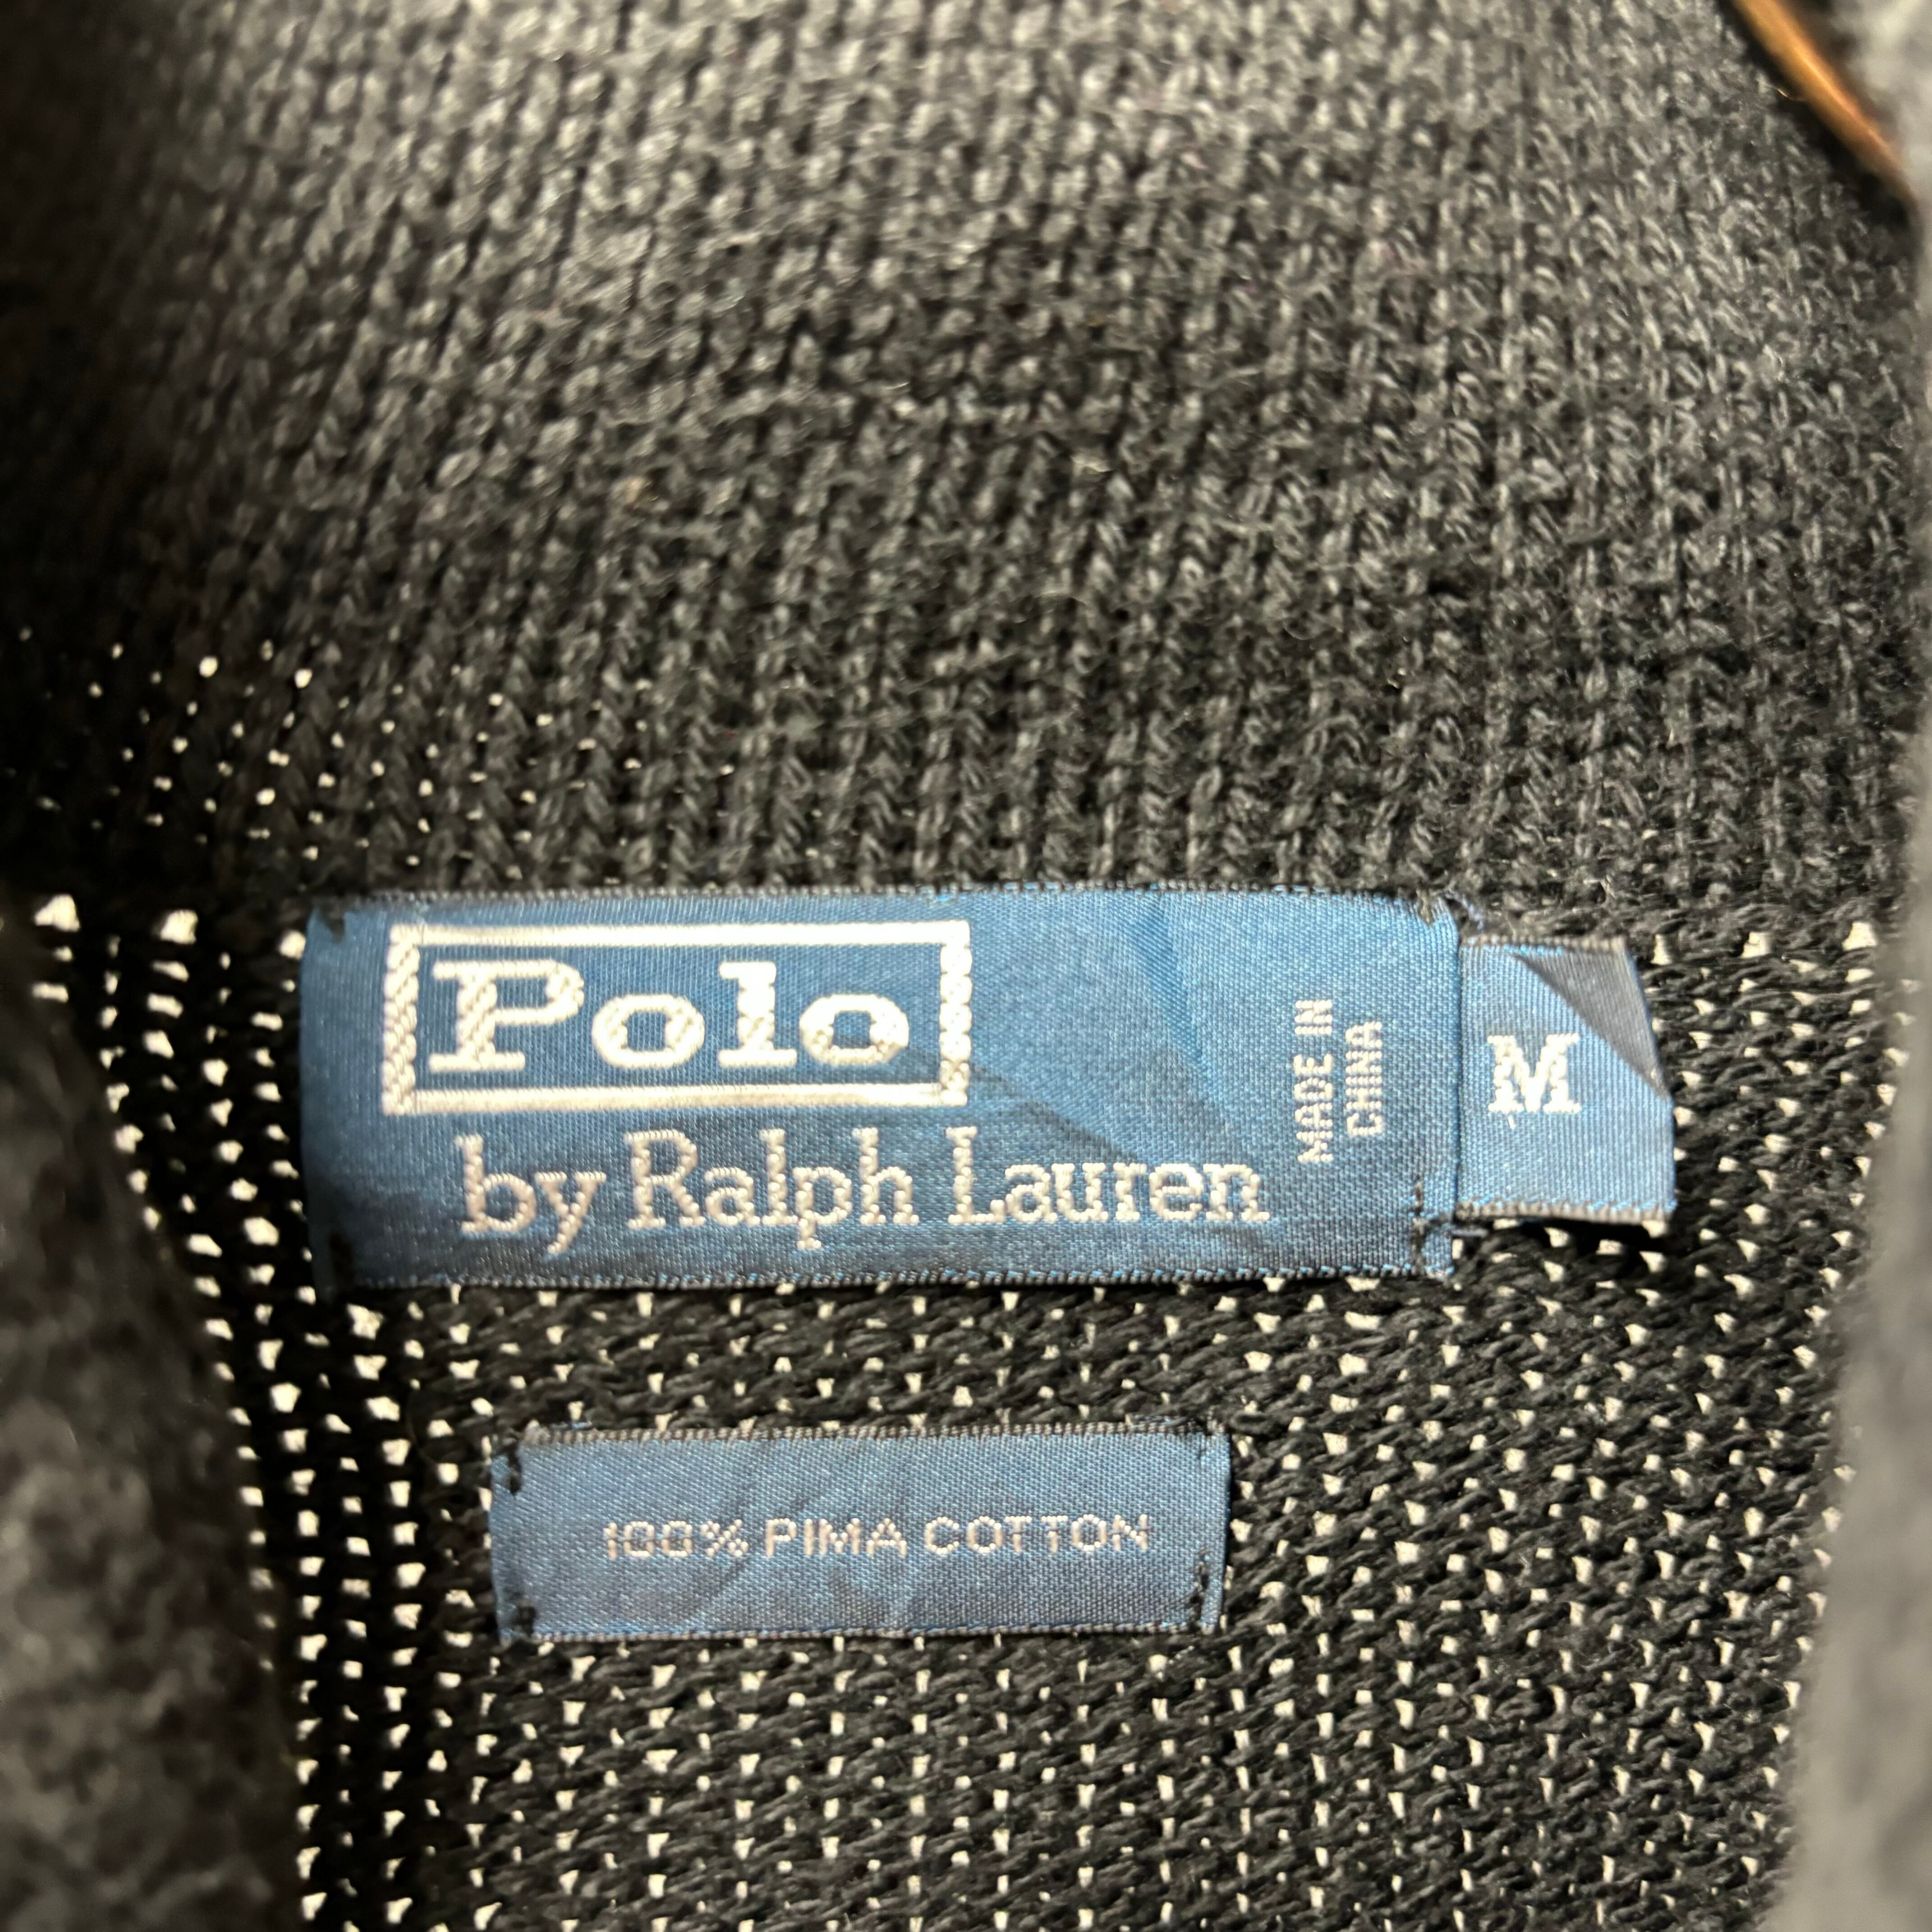 Polo
by Ralph Lauren
MADE IN
CHINA
M
100% PIMA COTTON